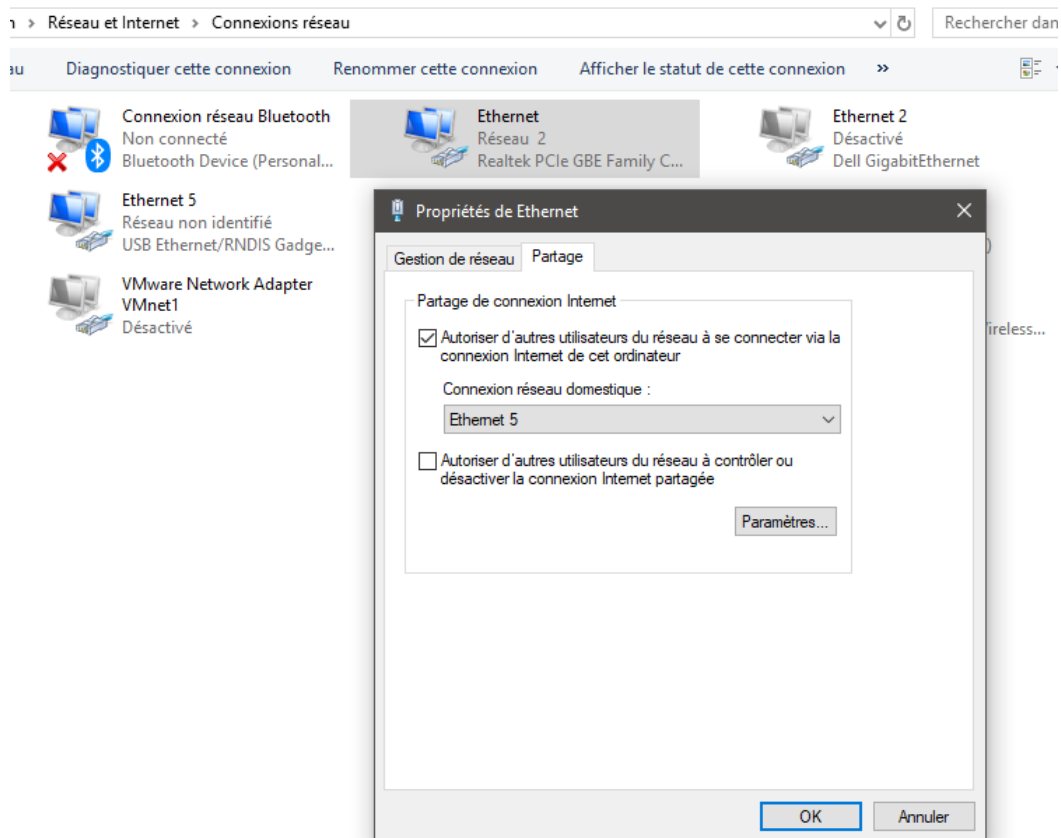 Réseau et Internet > Connexions réseau
Rechercher dan
Diagnostiquer cette connexion
Renommer cette connexion
Afficher le statut de cette connexion
»
Connexion réseau Bluetooth
Non connecté
Bluetooth Device (Personal...
Ethernet
Réseau 2
Realtek PCIe GBE Family C...
Ethernet 2
Désactivé
Dell GigabitEthernet
Ethernet 5
Réseau non identifié
USB Ethernet/RNDIS Gadge...
VMware Network Adapter
VMnet1
Désactivé
ireless...
Propriétés de Ethernet
Gestion de réseau
Partage
Partage de connexion Internet
Autoriser d'autres utilisateurs du réseau à se connecter via la
connexion Internet de cet ordinateur
Connexion réseau domestique :
Ethernet 5
Autoriser d'autres utilisateurs du réseau à contrôler ou
désactiver la connexion Internet partagée
Paramètres...
OK
Annuler